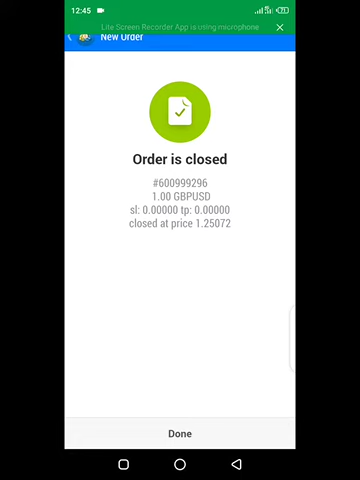 12:45
Lite Screen Recorder App is using microphone
New Order
Order is closed
#600999296
1.00 GBPUSD
sl: 0.00000 tp: 0.00000
closed at price 1.25072
Done